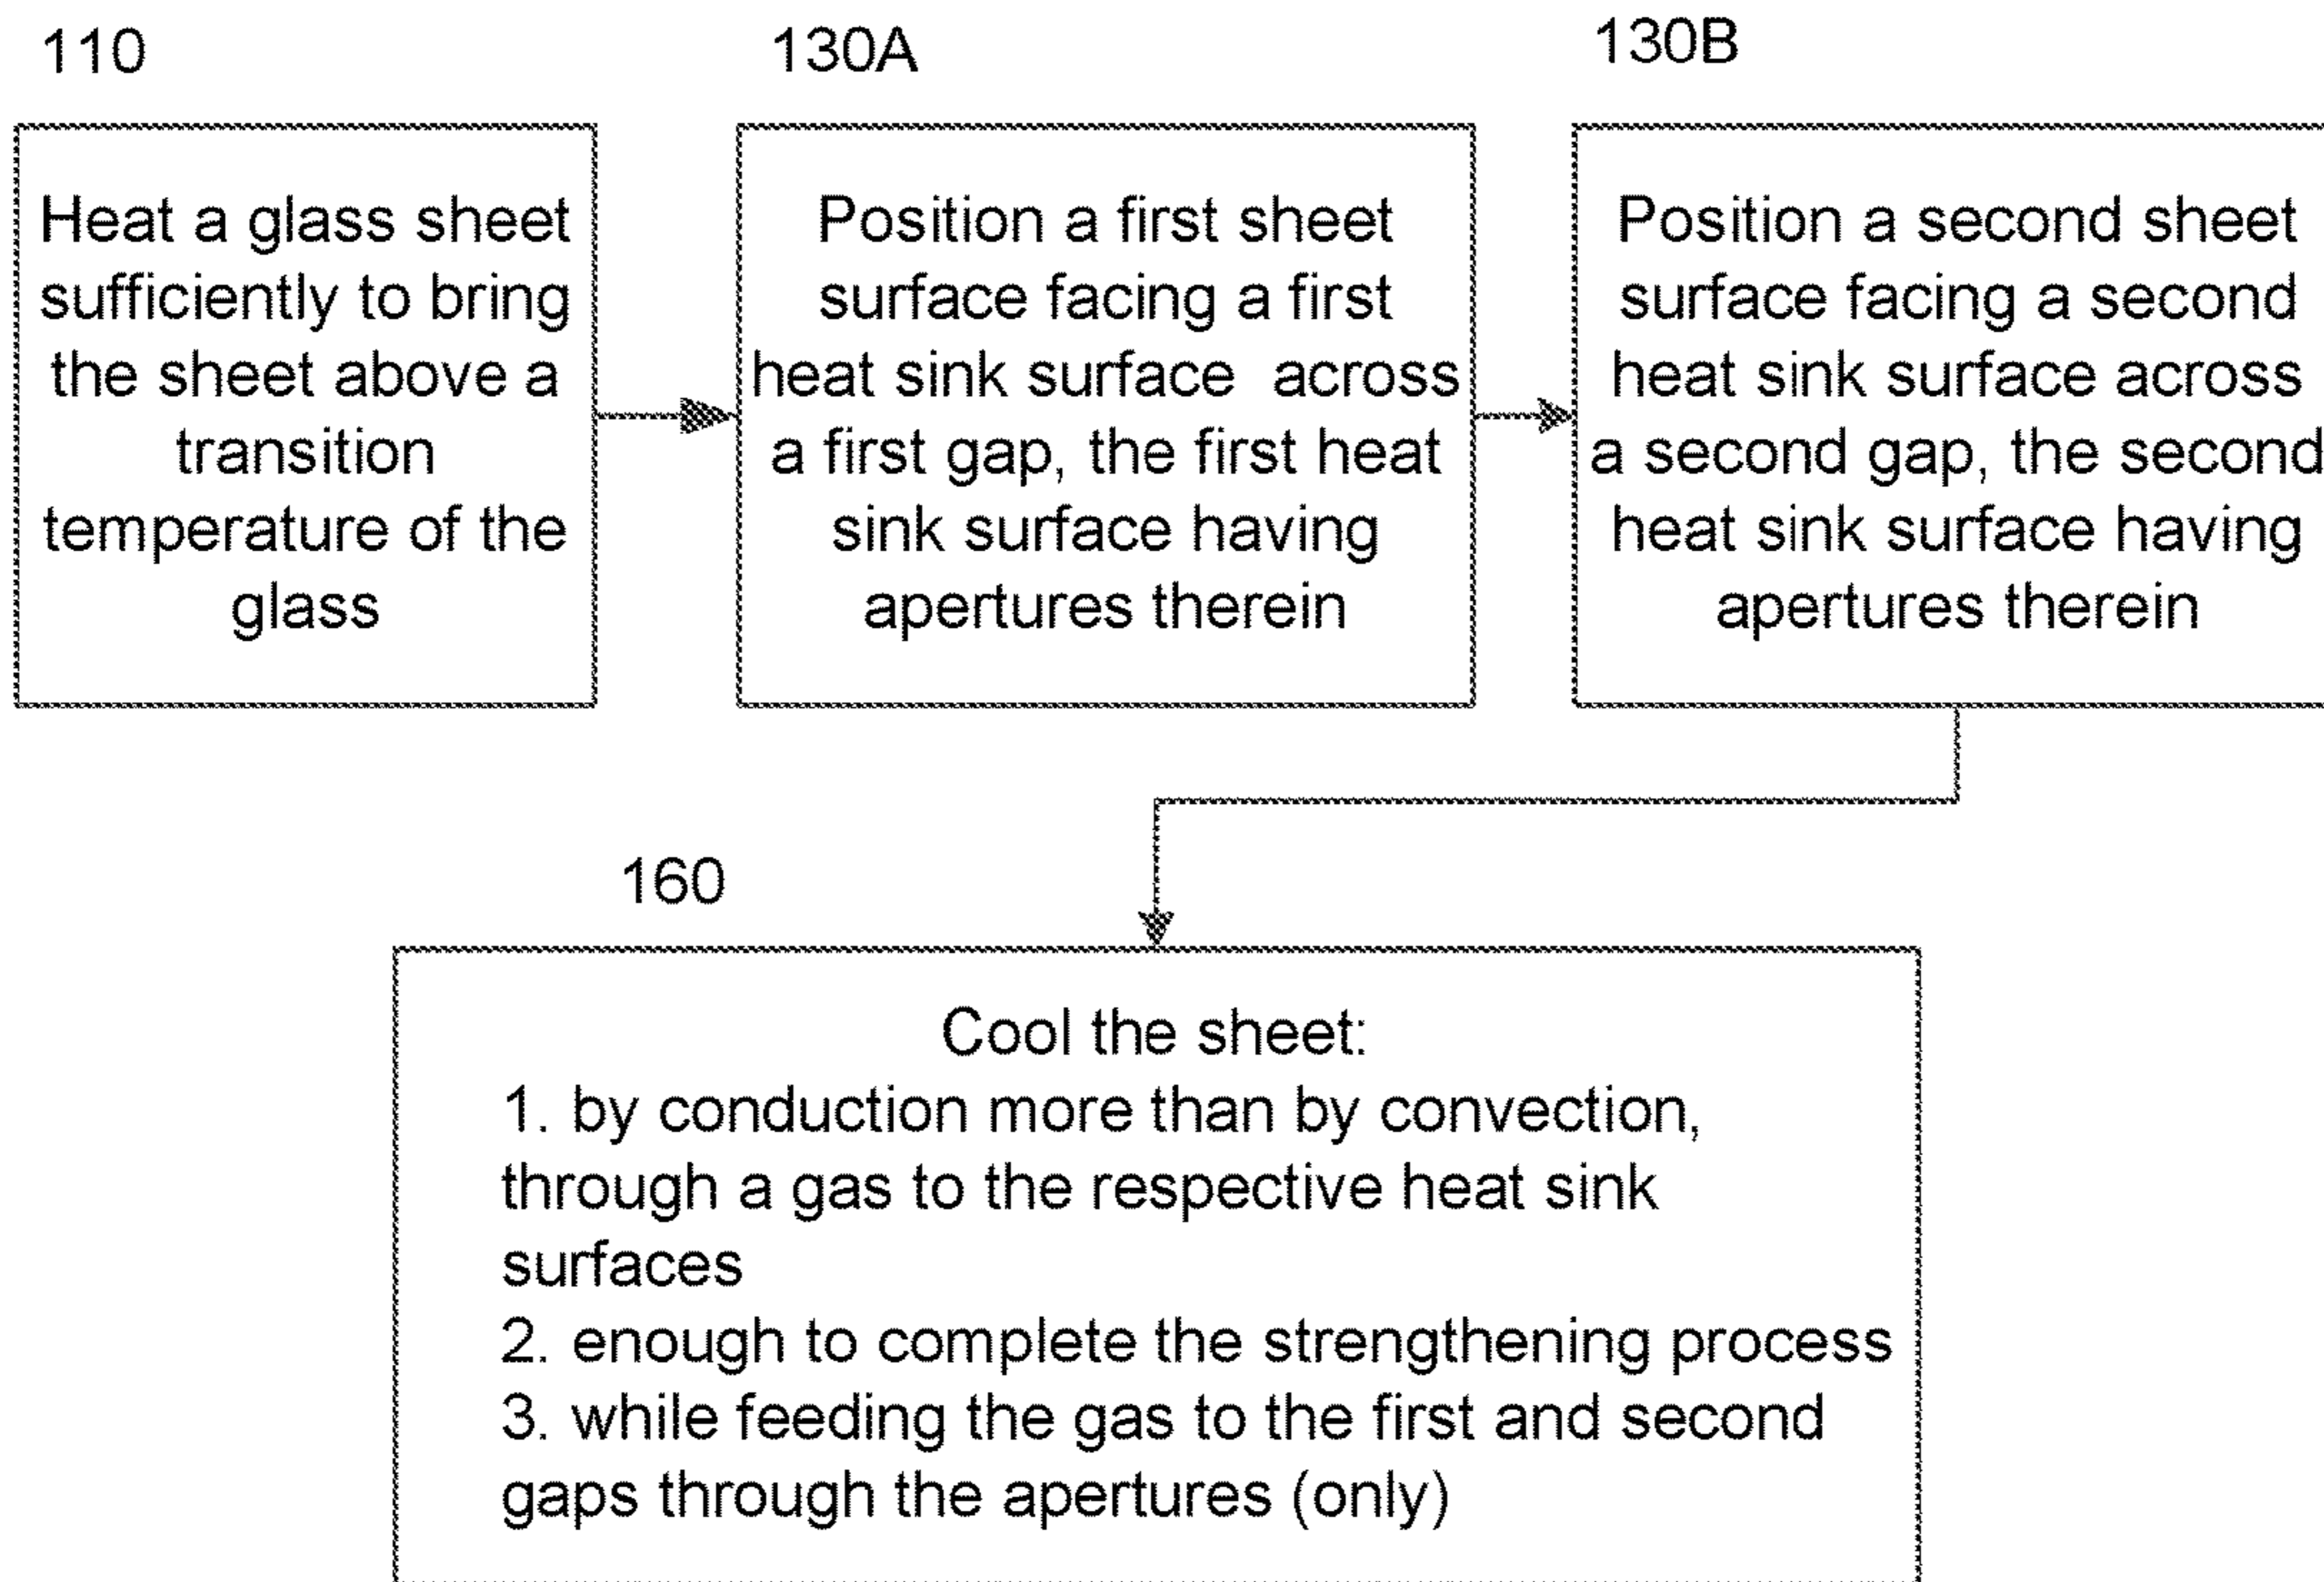 110
Heat a glass sheet
sufficiently to bring
the sheet above a
transition
temperature of the
glass
130A
Position a first sheet
surface facing a first
heat sink surface across
a first gap, the first heat
sink surface having
apertures therein
130B
Position a second sheet
surface facing a second
heat sink surface across
a second gap, the second
heat sink surface having
apertures therein
160
Cool the sheet:
1. by conduction more than by convection,
through a gas to the respective heat sink
surfaces
2. enough to complete the strengthening process
3. while feeding the gas to the first and second
gaps through the apertures (only)